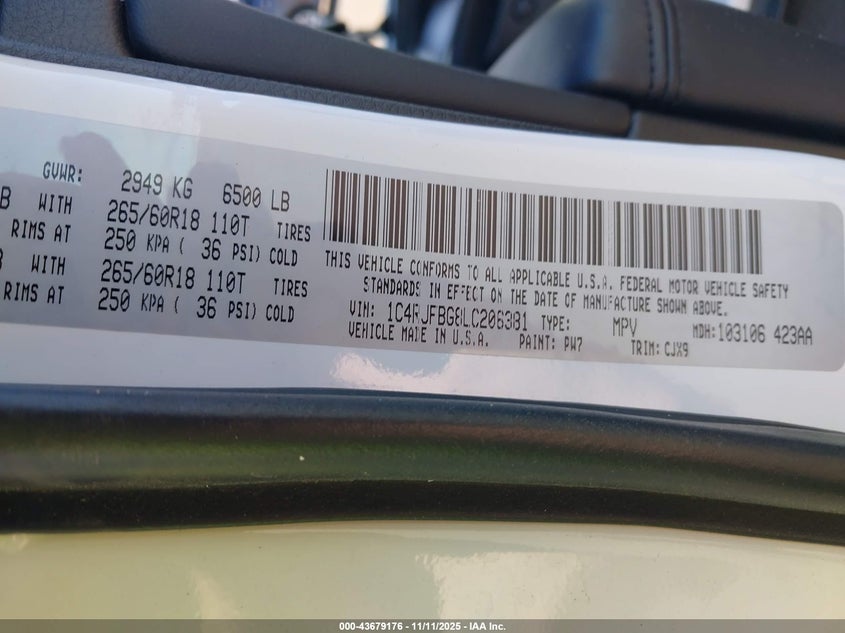 GVWR: 2949 KG 6500 LB
B WITH 265/60R18 110T TIRES
RIMS AT 250 KPA ( 36 PSI) COLD
WITH 265/60R18 110T TIRES
RIMS AT 250 KPA ( 36 PSI) COLD
THIS VEHICLE CONFORMS TO ALL APPLICABLE U.S.A. FEDERAL MOTOR VEHICLE SAFETY
STANDARDS IN EFFECT ON THE DATE OF MANUFACTURE SHOWN ABOVE.
VIN: 1C4RJFBG8LC206381 TYPE: MPV MDH: 103106 423AA
VEHICLE MADE IN U.S.A. PAINT: PW7 TRIM: CJX9
000-43679176 - 11/11/2025 - IAA Inc.